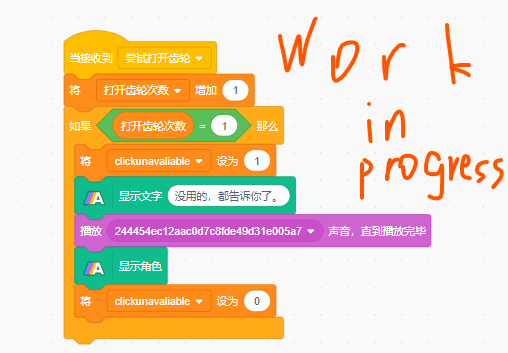 当接收到 尝试打开齿轮
将 打开齿轮次数 增加 1
如果 打开齿轮次数 = 1 那么
将 clickunavaliable 设为 1
显示文字 没用的，都告诉你了。
播放 244454ec12aac0d7c8fde49d31e005a7 声音，直到播放完毕
显示角色
将 clickunavaliable 设为 0
Work
in
progress